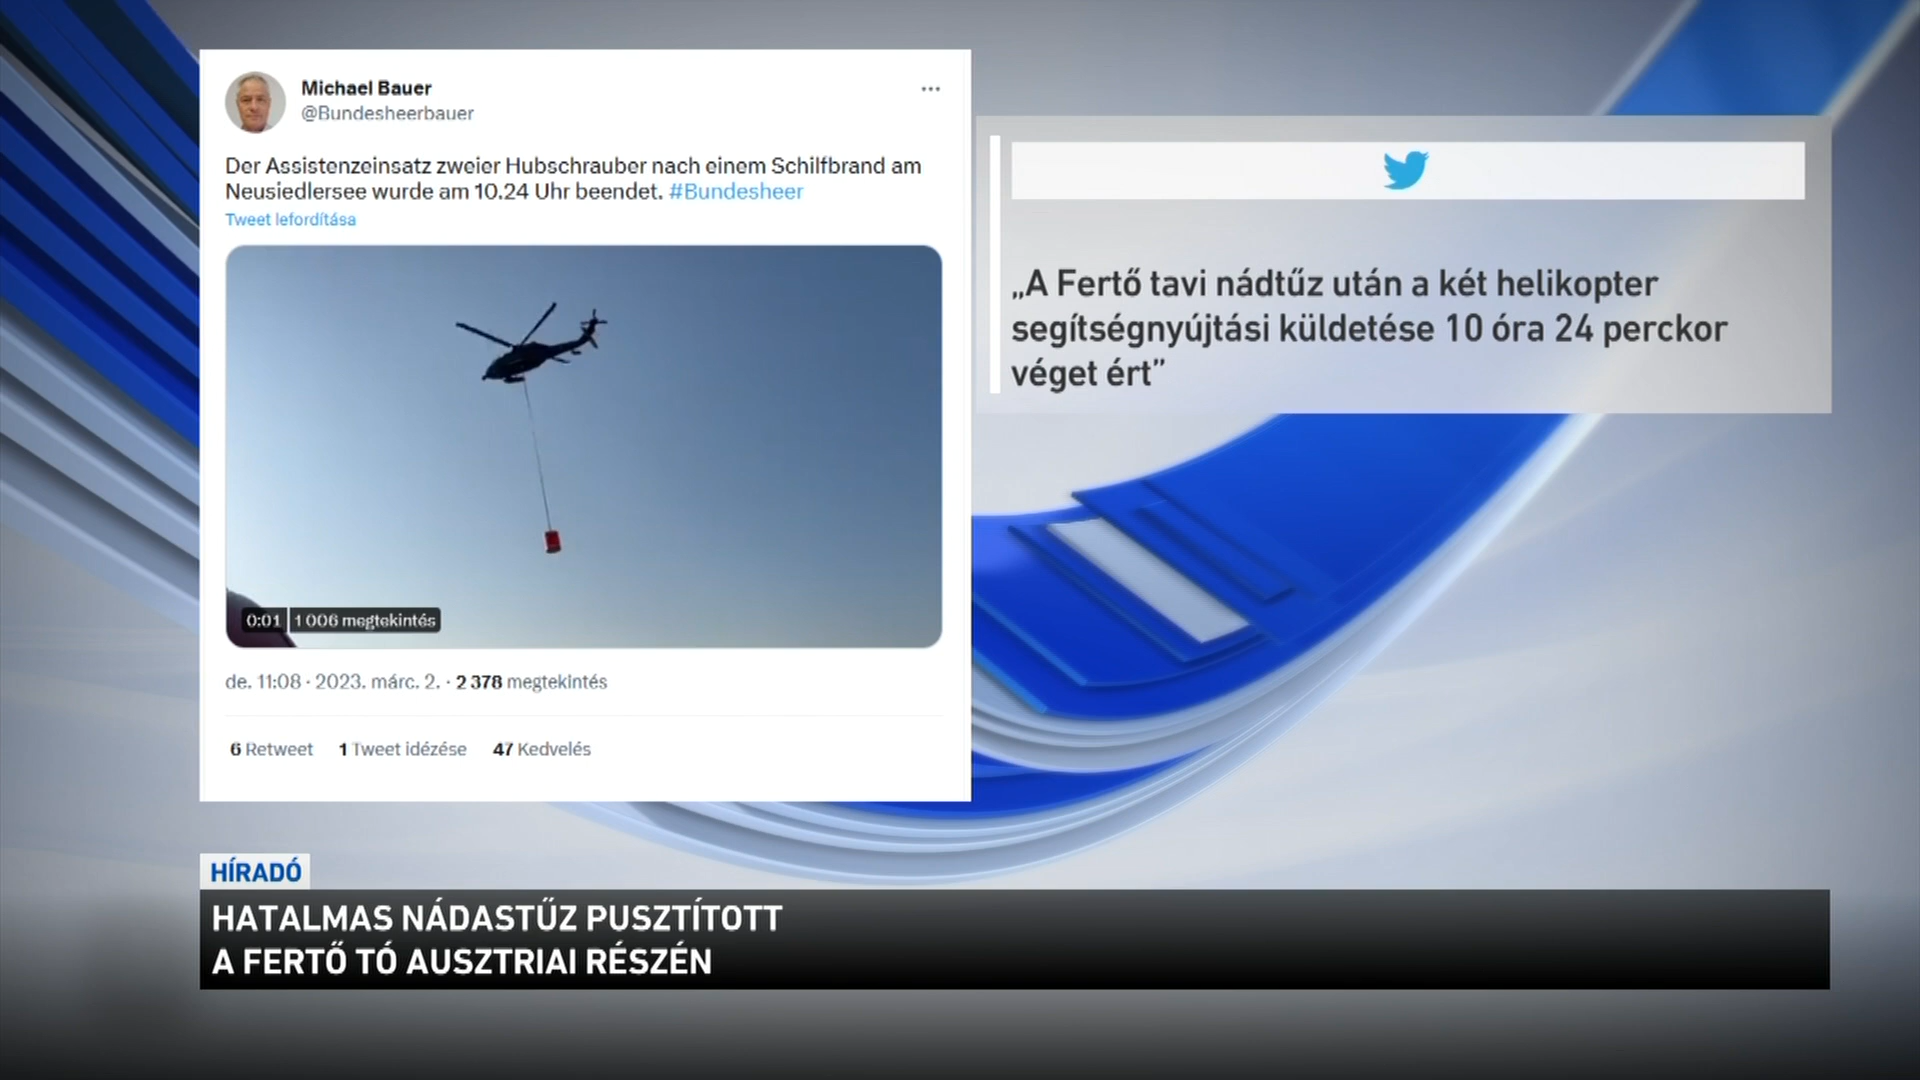 Michael Bauer
@Bundesheerbauer
Der Assistenzeinsatz zweier Hubschrauber nach einem Schilfbrand am
Neusiedlersee wurde am 10.24 Uhr beendet. #Bundesheer
Tweet lefordítása
0:01 1 006 megtekintés
de. 11:08 · 2023. márc. 2. · 2 378 megtekintés
6 Retweet 1 Tweet idézése 47 Kedvelés
„A Fertő tavi nádtűz után a két helikopter
segítségnyújtási küldetése 10 óra 24 perckor
véget ért”
HÍRADÓ
HATALMAS NÁDASTŰZ PUSZTÍTOTT
A FERTŐ TÓ AUSZTRIAI RÉSZÉN